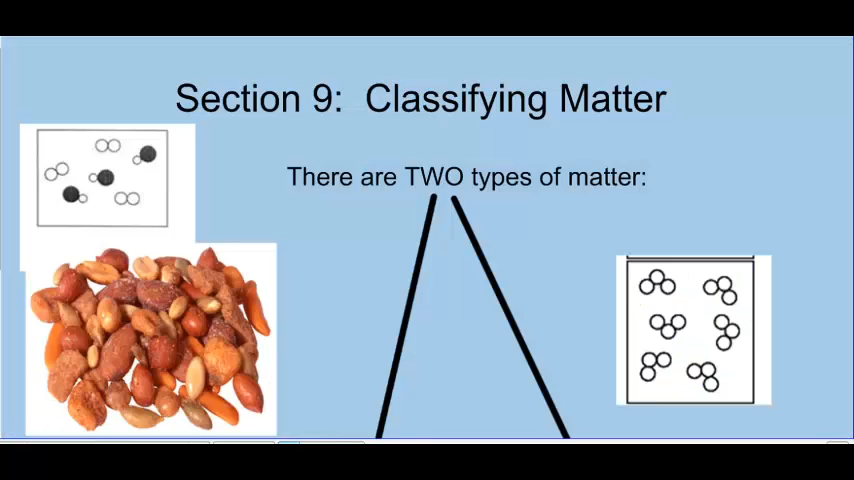 Section 9:  Classifying Matter
There are TWO types of matter: